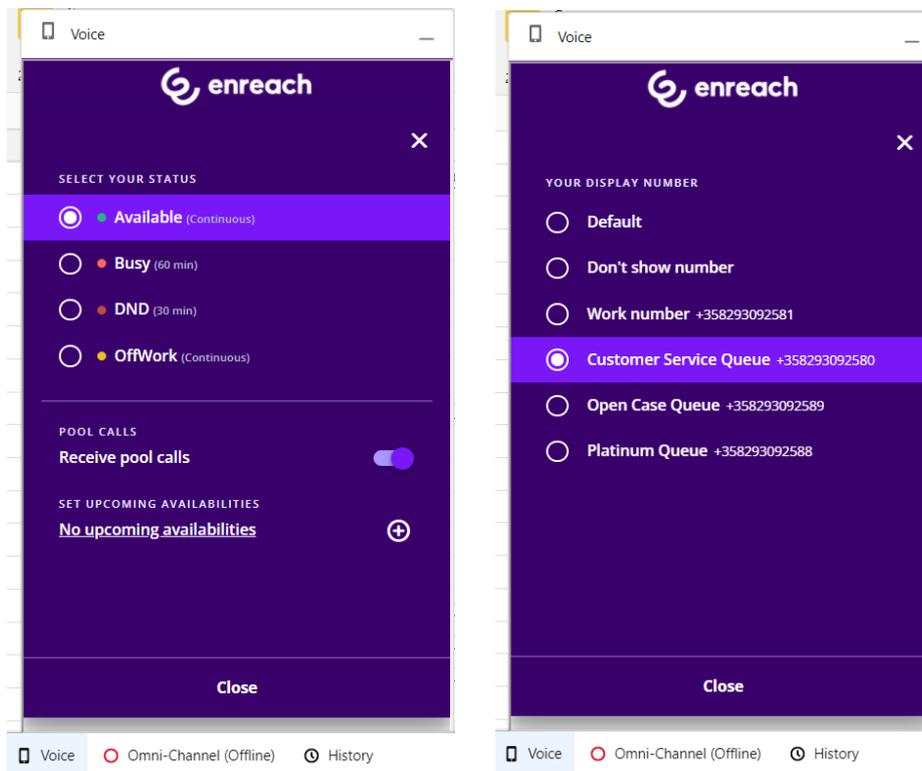 Voice
enreach
SELECT YOUR STATUS
Available (Continuous)
Busy (60 min)
DND (30 min)
OffWork (Continuous)
POOL CALLS
Receive pool calls
SET UPCOMING AVAILABILITIES
No upcoming availabilities
Close
Voice
Omni-Channel (Offline)
History
Voice
enreach
YOUR DISPLAY NUMBER
Default
Don't show number
Work number +358293092581
Customer Service Queue +358293092580
Open Case Queue +358293092589
Platinum Queue +358293092588
Close
Voice
Omni-Channel (Offline)
History